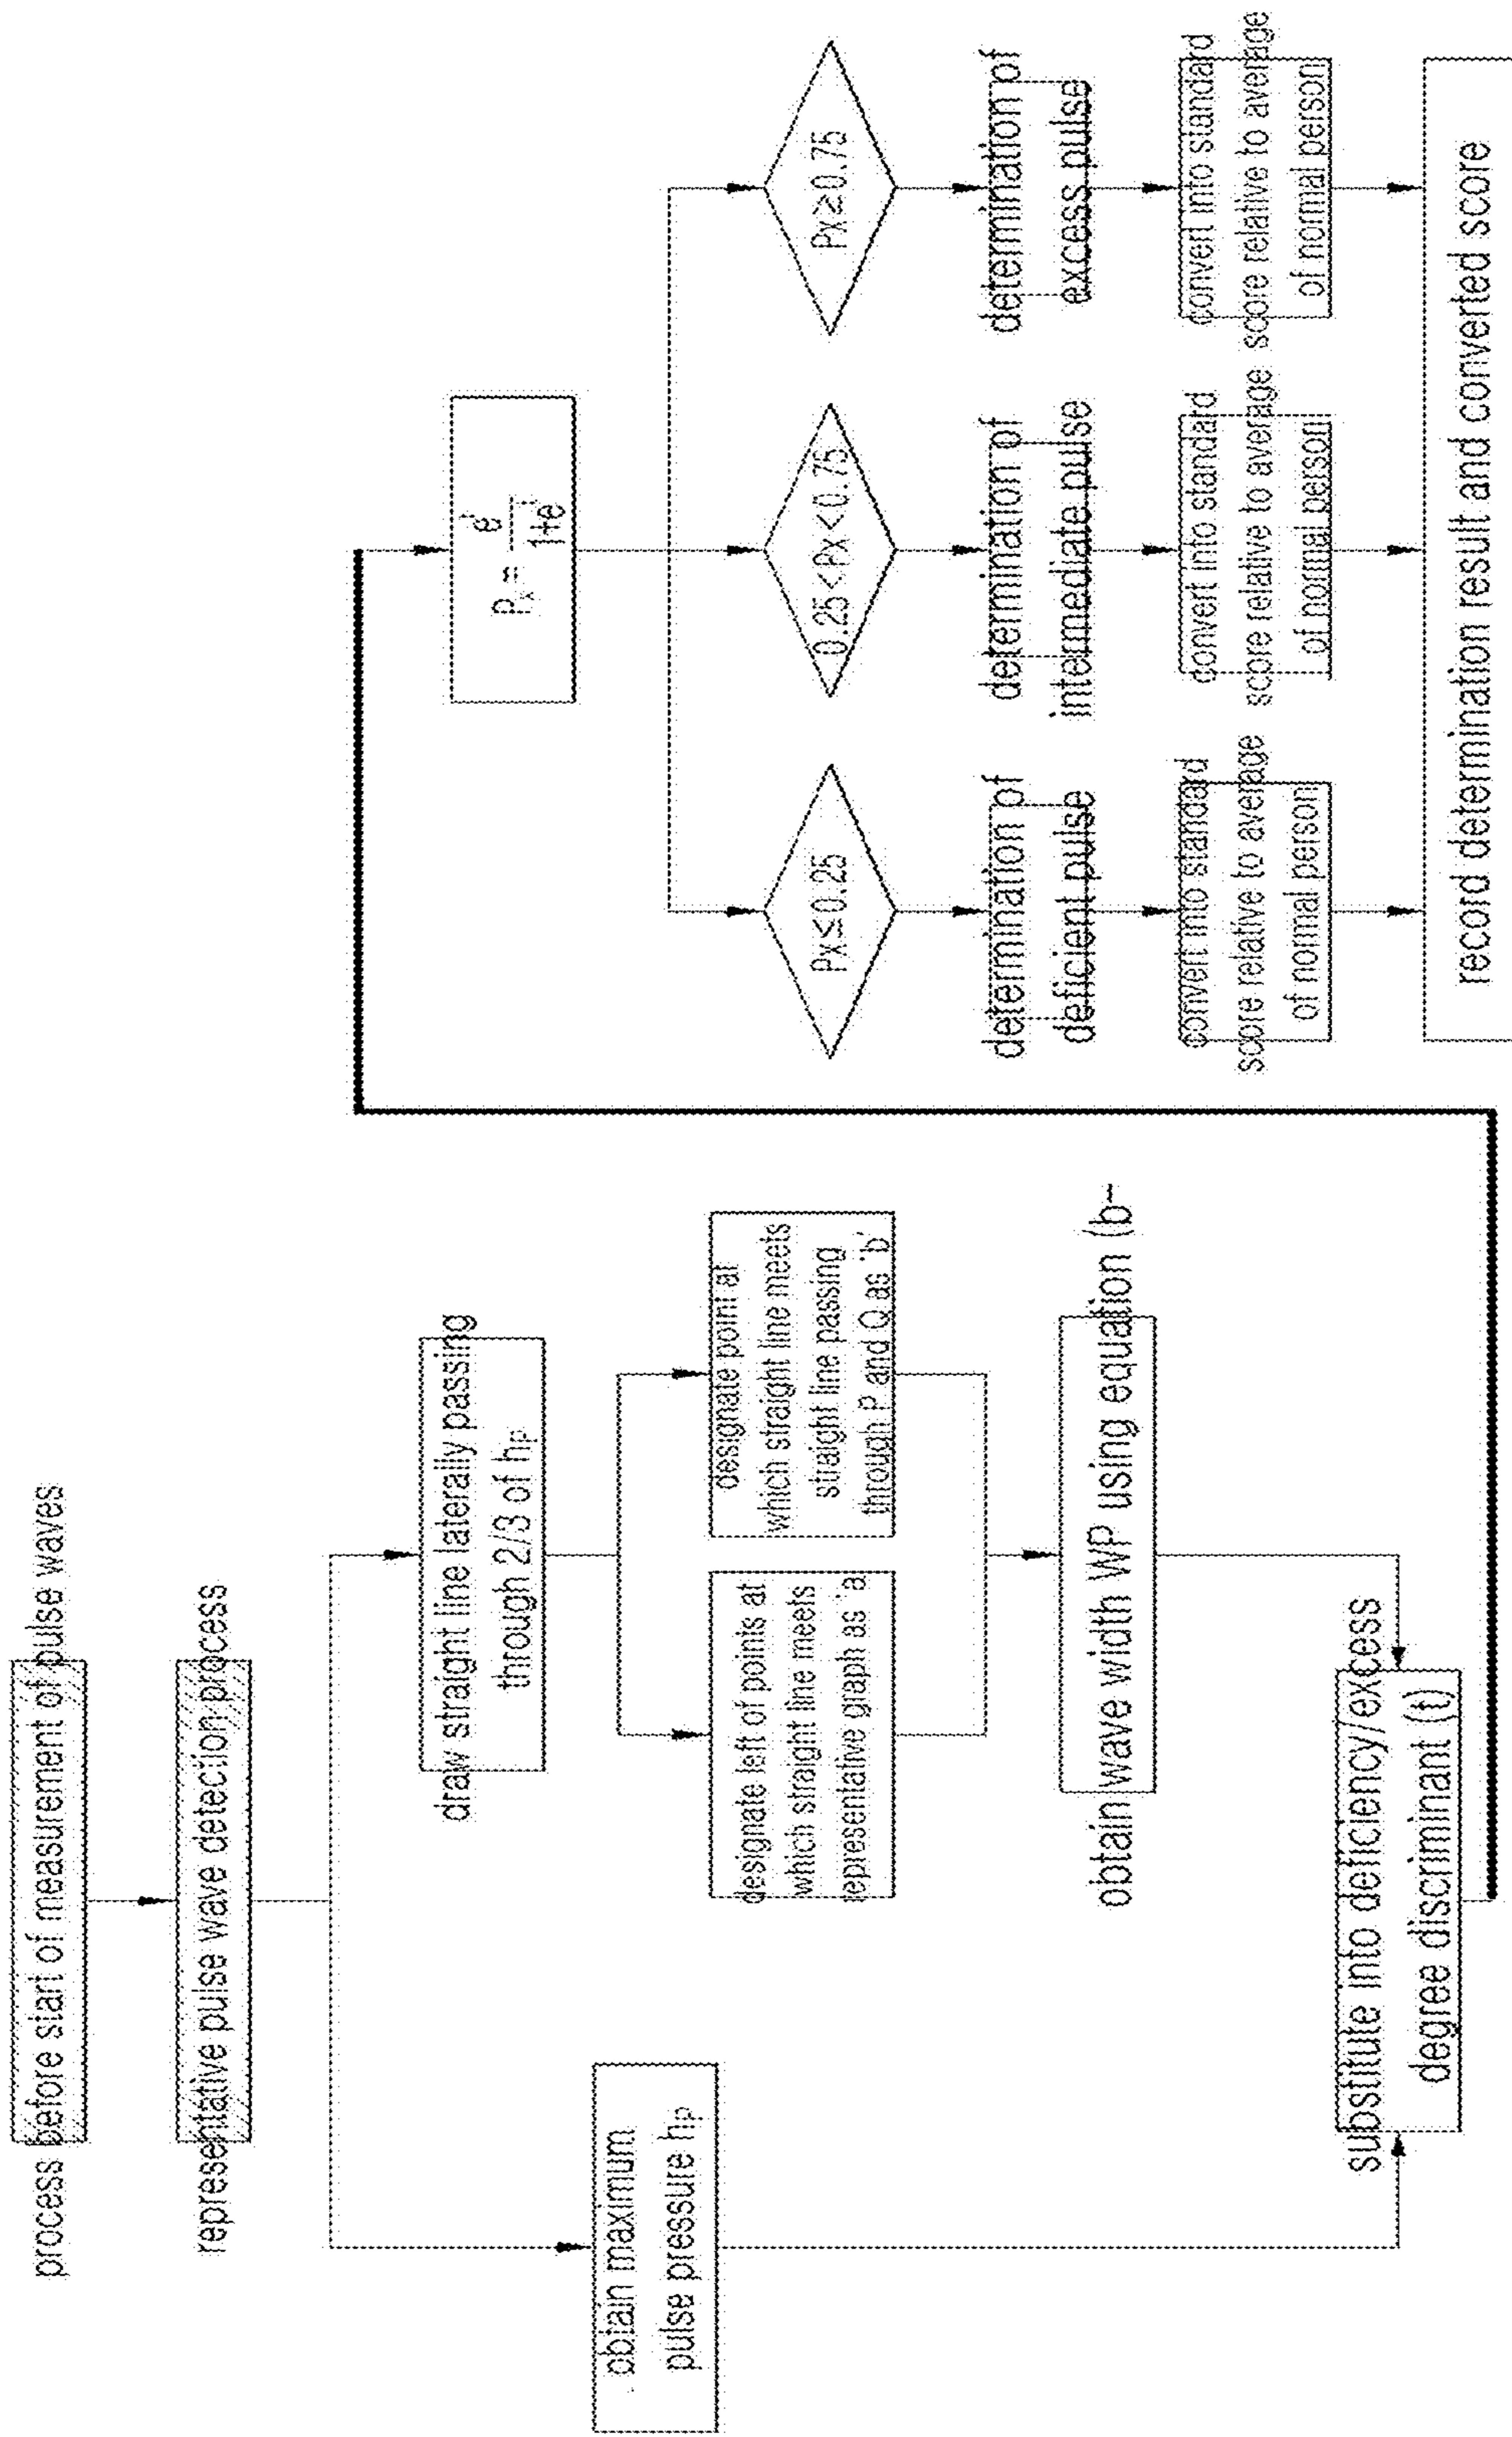 process before start of measurement of pulse waves
representative pulse wave detection process
obtain maximum
pulse pressure hₚ
draw straight line laterally passing
through 2/3 of hₚ
designate left of points at
which straight line meets
representative graph as 'a
designate point at
which straight line meets
straight line passing
through P and Q as 'b'
obtain wave width WP using equation (b-
substitute into deficiency/excess
degree discriminant (t)
Pₓ = e / 1+e
Px≤0.25
0.25<Px<0.75
Px≥0.75
determination of
deficient pulse
determination of
intermediate pulse
determination of
excess pulse
convert into standard
score relative to average
of normal person
convert into standard
score relative to average
of normal person
convert into standard
score relative to average
of normal person
record determination result and converted score